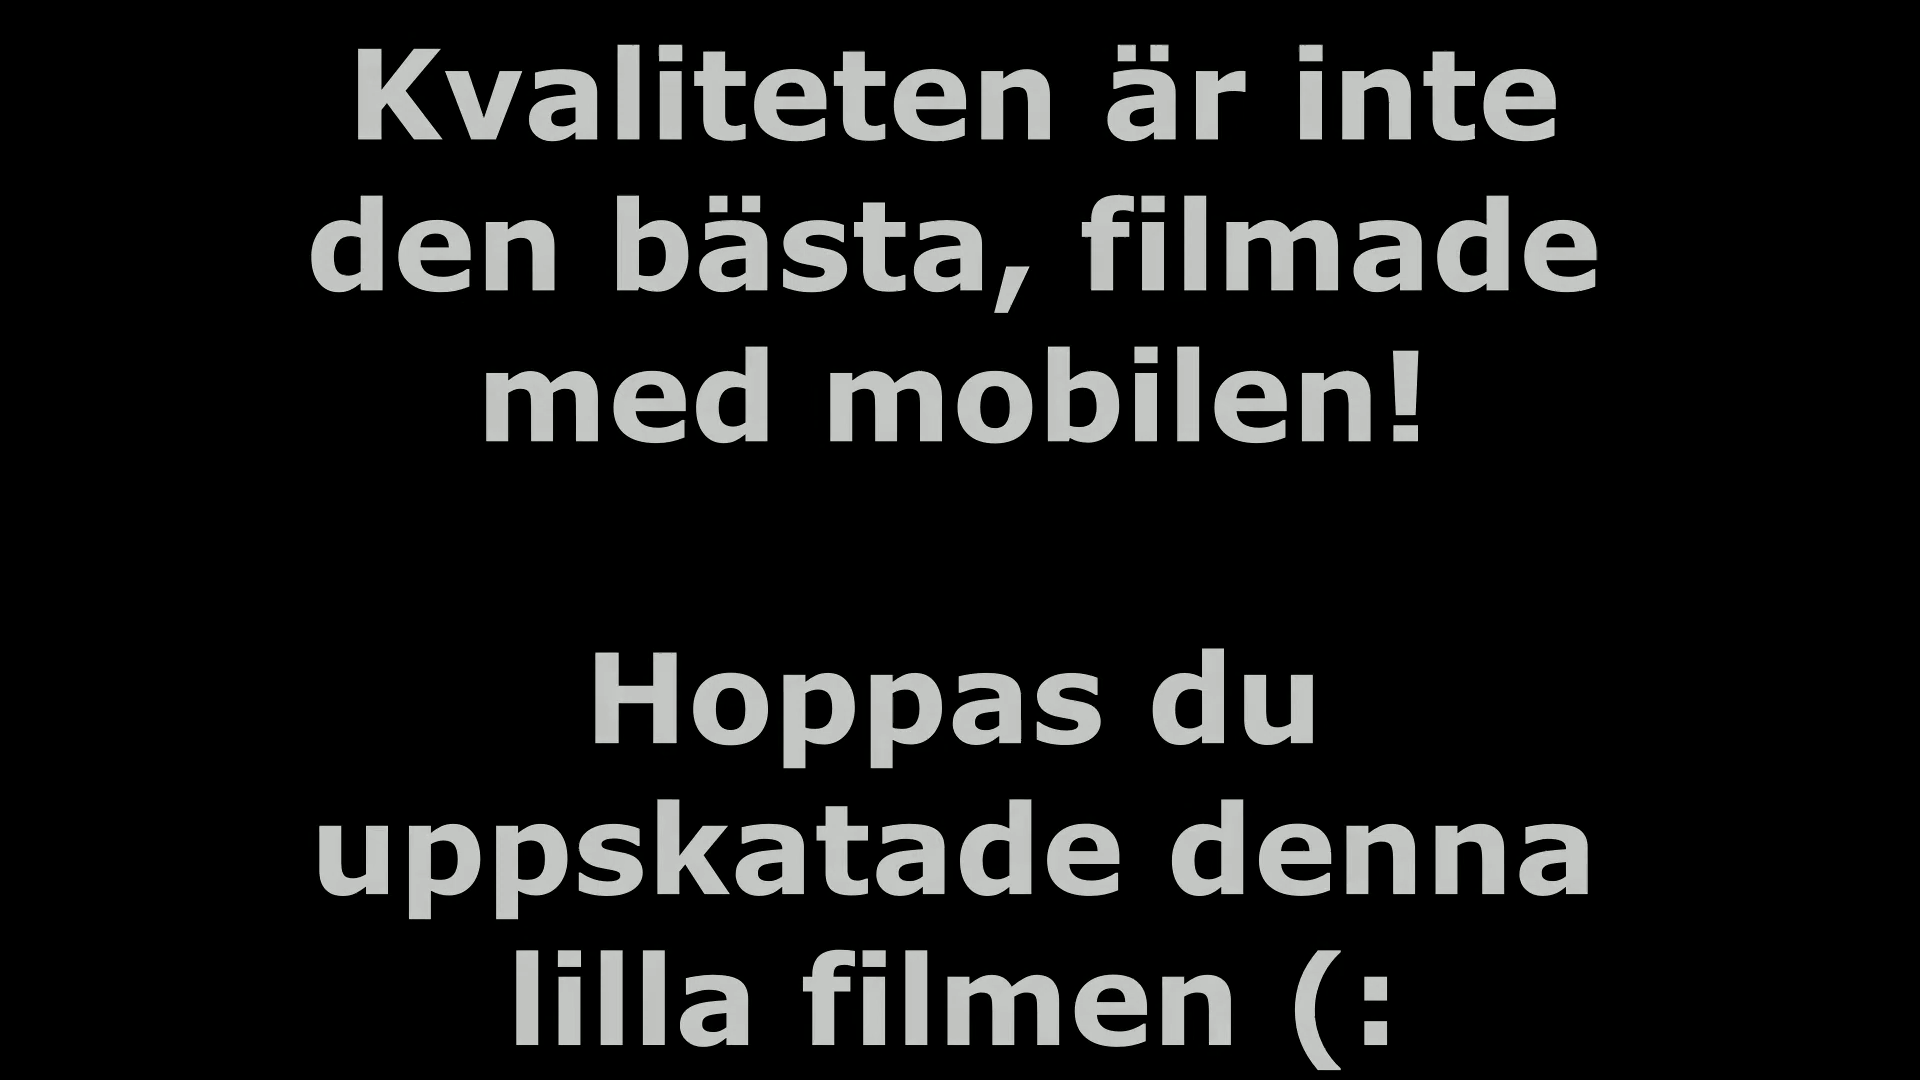 Kvaliteten är inte
den bästa, filmade
med mobilen!
Hoppas du
uppskatade denna
lilla filmen (: